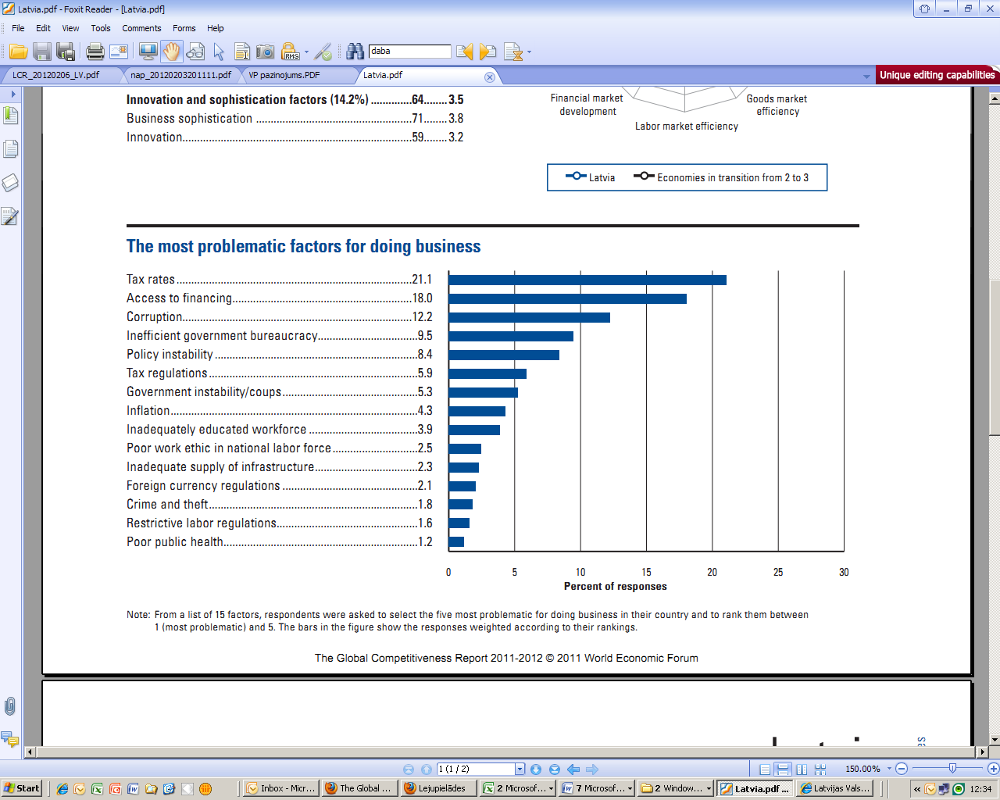 Latvia.pdf - Foxit Reader - [Latvia.pdf]
File Edit View Tools Comments Forms Help
RMS daba
LCR_20120206_LV.pdf nap_20120203201111.pdf VP pazinojums.PDF Latvia.pdf Unique editing capabilities
Innovation and sophistication factors (14.2%) .............64........3.5
Business sophistication .....................................................71........3.8
Innovation..............................................................................59........3.2
Financial market development
Goods market efficiency
Labor market efficiency
Latvia Economies in transition from 2 to 3
The most problematic factors for doing business
Tax rates................................................................................21.1
Access to financing.............................................................18.0
Corruption..............................................................................12.2
Inefficient government bureaucracy..................................9.5
Policy instability.....................................................................8.4
Tax regulations.......................................................................5.9
Government instability/coups..............................................5.3
Inflation....................................................................................4.3
Inadequately educated workforce.....................................3.9
Poor work ethic in national labor force.............................2.5
Inadequate supply of infrastructure...................................2.3
Foreign currency regulations..............................................2.1
Crime and theft.......................................................................1.8
Restrictive labor regulations................................................1.6
Poor public health..................................................................1.2
0 5 10 15 20 25 30
Percent of responses
Note: From a list of 15 factors, respondents were asked to select the five most problematic for doing business in their country and to rank them between
1 (most problematic) and 5. The bars in the figure show the responses weighted according to their rankings.
The Global Competitiveness Report 2011-2012 © 2011 World Economic Forum
1 (1 / 2) 150.00%
Start Inbox - Micr... The Global ... Lejupielādes 2 Microsof... 7 Microsof... 2 Window... Latvia.pdf ... Latvijas Vals... « 12:34